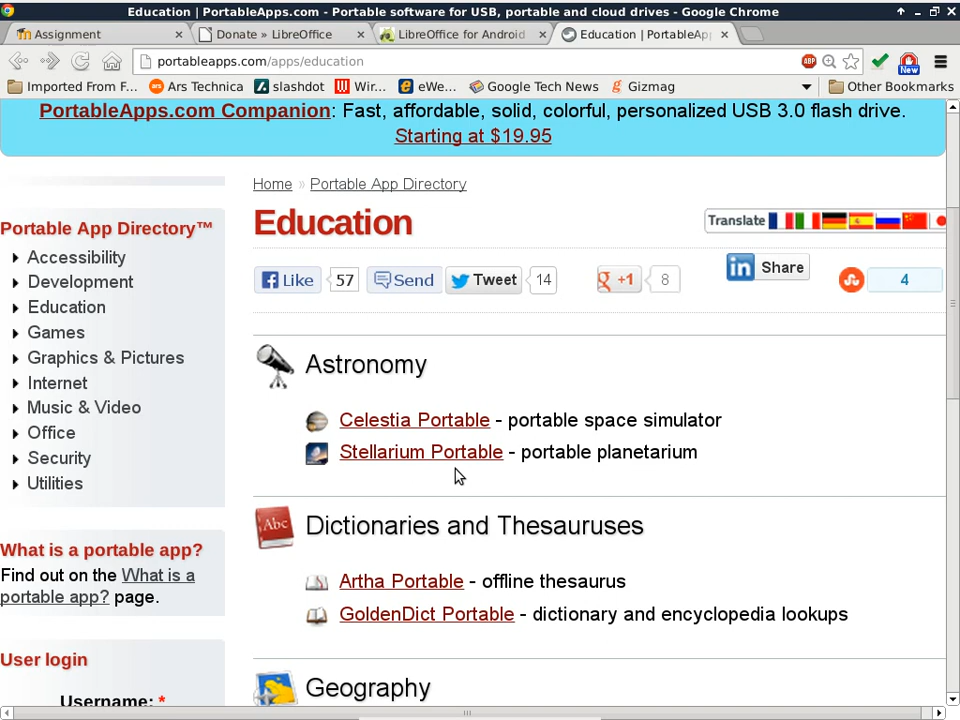 Education | PortableApps.com - Portable software for USB, portable and cloud drives - Google Chrome
Assignment
Donate » LibreOffice
LibreOffice for Android
Education | PortableAp
portableapps.com/apps/education
ABP
New
Imported From F...
Ars Technica
slashdot
Wir...
eWe...
Google Tech News
Gizmag
Other Bookmarks
PortableApps.com Companion: Fast, affordable, solid, colorful, personalized USB 3.0 flash drive.
Starting at $19.95
Home » Portable App Directory
Education
Translate
Like 57
Send
Tweet 14
+1 8
in Share
4
Portable App Directory™
Accessibility
Development
Education
Games
Graphics & Pictures
Internet
Music & Video
Office
Security
Utilities
What is a portable app?
Find out on the What is a
portable app? page.
User login
Username: *
Astronomy
Celestia Portable - portable space simulator
Stellarium Portable - portable planetarium
Abc
Dictionaries and Thesauruses
Artha Portable - offline thesaurus
GoldenDict Portable - dictionary and encyclopedia lookups
Geography